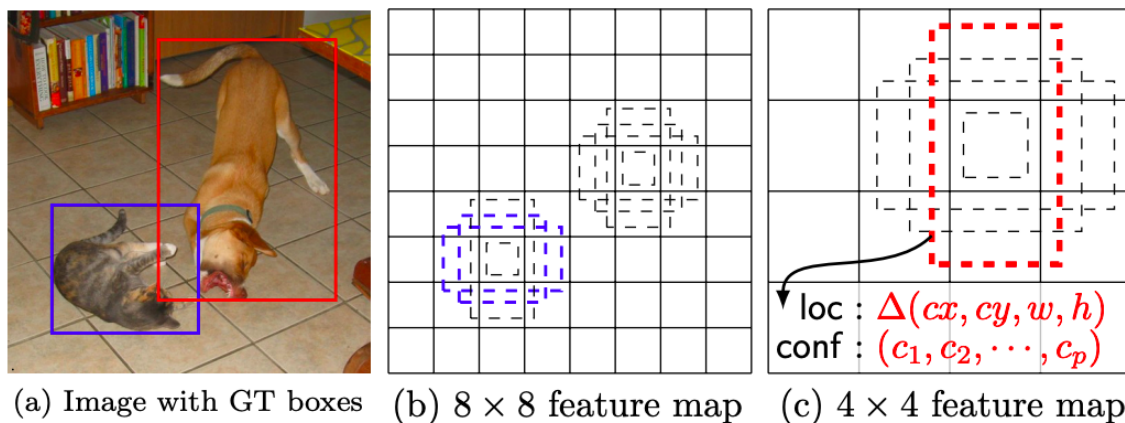 loc : Δ(cx, cy, w, h)
conf : (c₁, c₂, ⋯, cₚ)
(a) Image with GT boxes
(b) 8 × 8 feature map
(c) 4 × 4 feature map